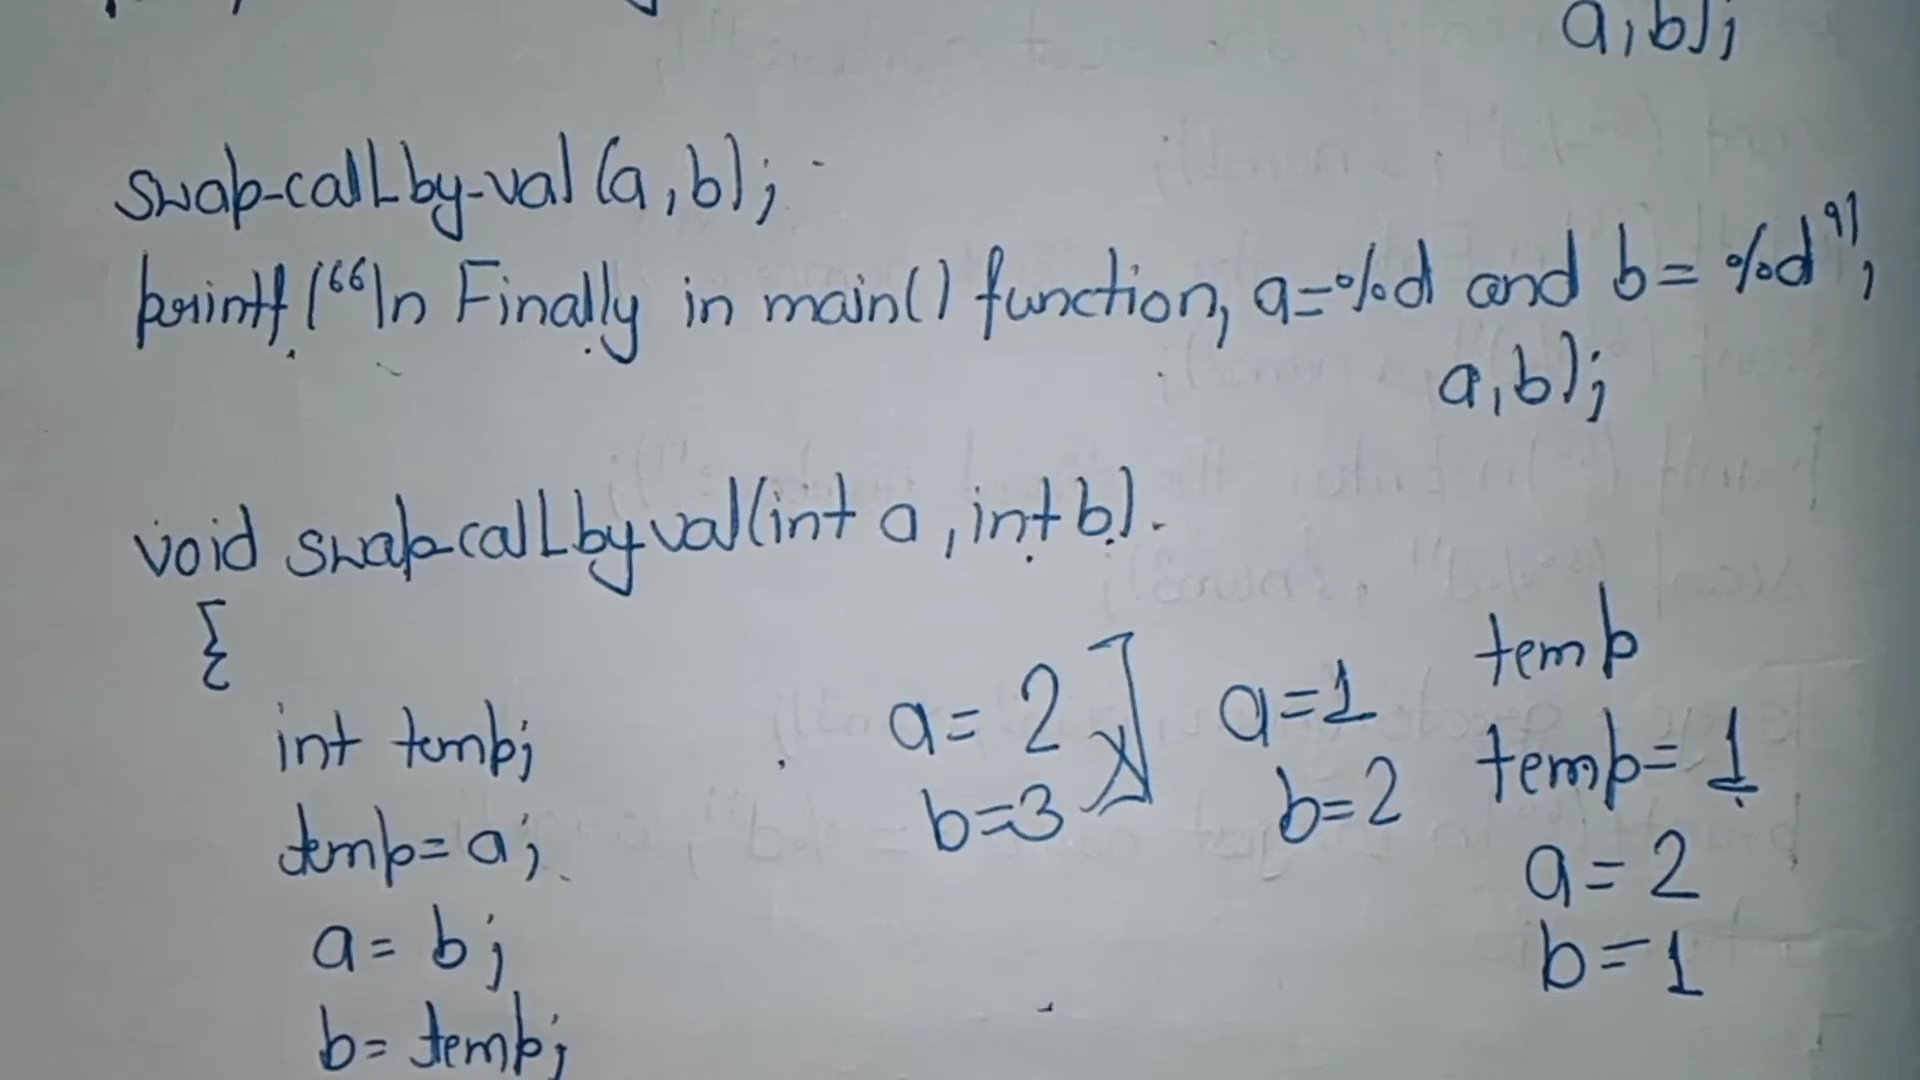 a,b);
swap-call-by-val (a,b);
printf ("\n Finally in main() function, a=%d and b= %d",
a,b);
void swap-call by val(int a, int b).
{
int temp;
temp=a;
a= b;
b= temp;
a= 2
b=3
a=1
b=2
temp
temp= 1
a=2
b=1